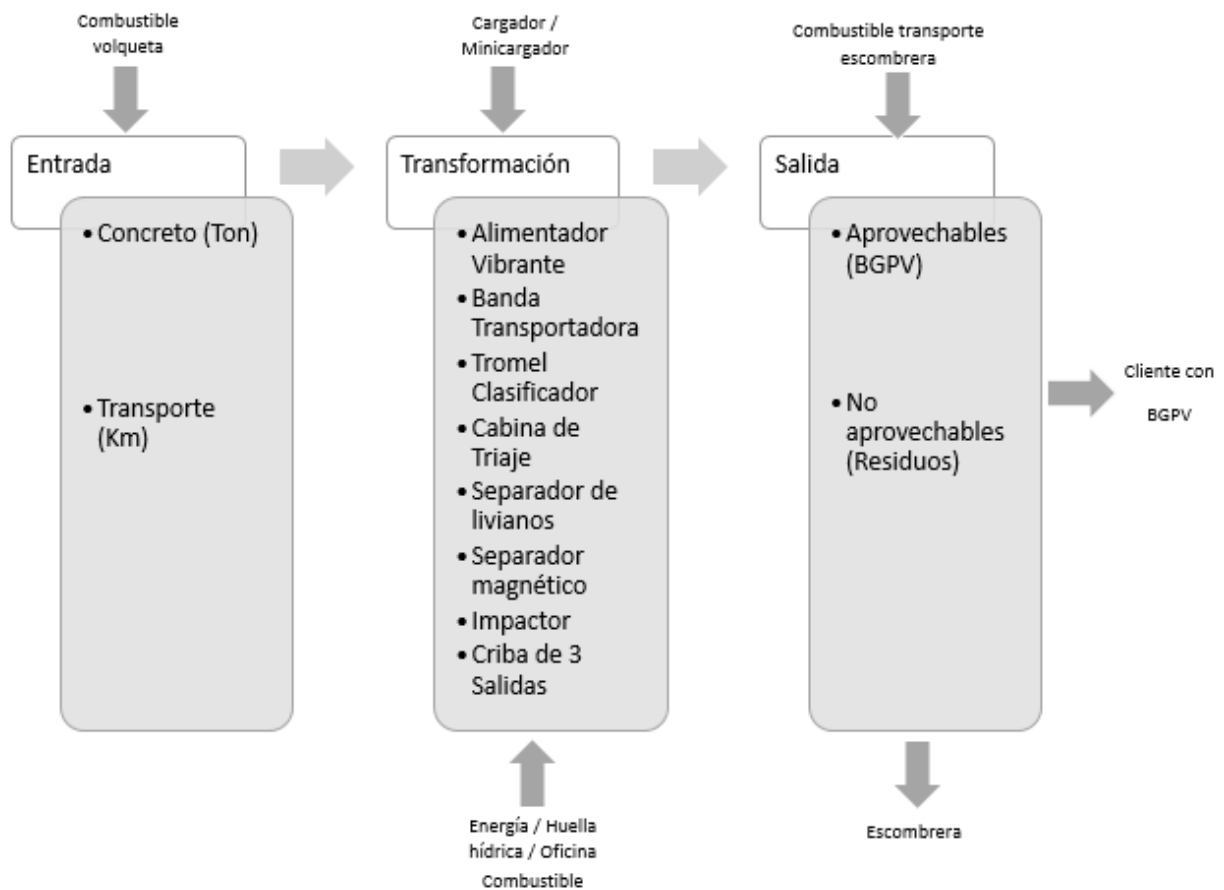 Combustible
volqueta
Cargador /
Minicargador
Combustible transporte
escombrera
Entrada
• Concreto (Ton)
• Transporte
(Km)
Transformación
• Alimentador
Vibrante
• Banda
Transportadora
• Tromel
Clasificador
• Cabina de
Triaje
• Separador de
livianos
• Separador
magnético
• Impactor
• Criba de 3
Salidas
Salida
• Aprovechables
(BGPV)
• No
aprovechables
(Residuos)
Cliente con
BGPV
Energía / Huella
hídrica / Oficina
Combustible
Escombrera